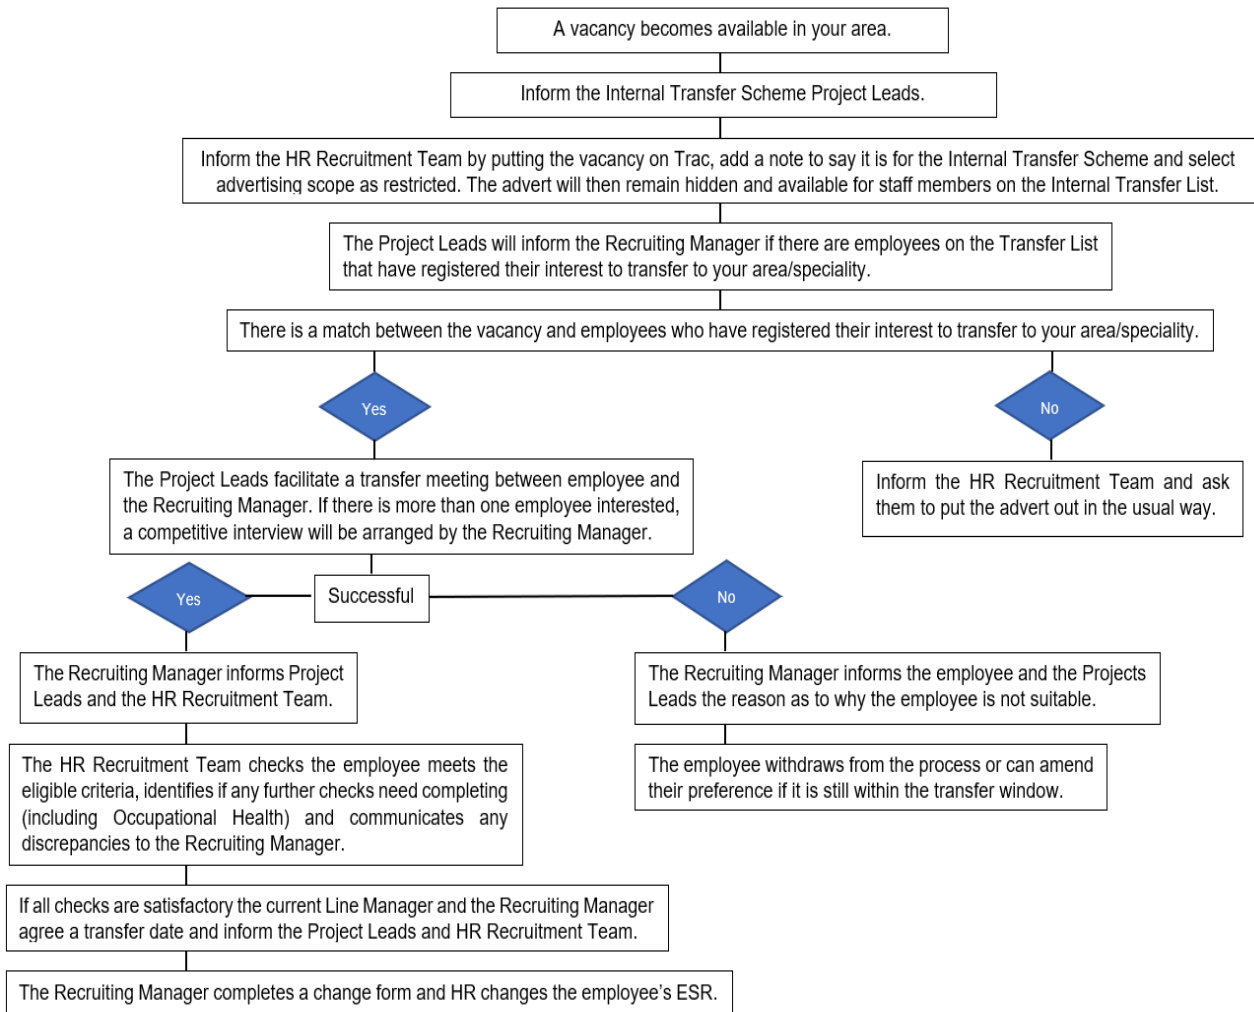 A vacancy becomes available in your area.
Inform the Internal Transfer Scheme Project Leads.
Inform the HR Recruitment Team by putting the vacancy on Trac, add a note to say it is for the Internal Transfer Scheme and select
advertising scope as restricted. The advert will then remain hidden and available for staff members on the Internal Transfer List.
The Project Leads will inform the Recruiting Manager if there are employees on the Transfer List
that have registered their interest to transfer to your area/speciality.
There is a match between the vacancy and employees who have registered their interest to transfer to your area/speciality.
Yes
No
The Project Leads facilitate a transfer meeting between employee and
the Recruiting Manager. If there is more than one employee interested,
a competitive interview will be arranged by the Recruiting Manager.
Inform the HR Recruitment Team and ask
them to put the advert out in the usual way.
Yes
Successful
No
The Recruiting Manager informs Project
Leads and the HR Recruitment Team.
The Recruiting Manager informs the employee and the Projects
Leads the reason as to why the employee is not suitable.
The HR Recruitment Team checks the employee meets the
eligible criteria, identifies if any further checks need completing
(including Occupational Health) and communicates any
discrepancies to the Recruiting Manager.
The employee withdraws from the process or can amend
their preference if it is still within the transfer window.
If all checks are satisfactory the current Line Manager and the Recruiting Manager
agree a transfer date and inform the Project Leads and HR Recruitment Team.
The Recruiting Manager completes a change form and HR changes the employee's ESR.